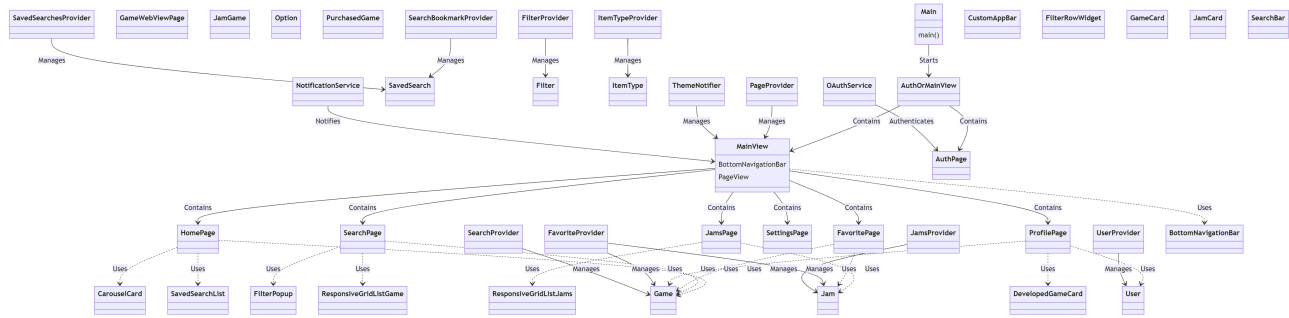 SavedSearchesProvider
GameWebViewPage
JamGame
Option
PurchasedGame
SearchBookmarkProvider
FilterProvider
ItemTypeProvider
Main
main()
CustomAppBar
FilterRowWidget
GameCard
JamCard
SearchBar
Manages
Manages
Manages
Manages
Starts
NotificationService
SavedSearch
Filter
ItemType
ThemeNotifier
PageProvider
OAuthService
AuthOrMainView
Notifies
Manages
Manages
Contains
Authenticates
Contains
MainView
BottomNavigationBar
PageView
AuthPage
Contains
Contains
Contains
Contains
Contains
Contains
Uses
HomePage
SearchPage
SearchProvider
FavoriteProvider
JamsPage
SettingsPage
FavoritePage
JamsProvider
ProfilePage
UserProvider
BottomNavigationBar
Uses
Uses
Uses
Uses
Uses
Manages
Manages
Uses
Uses
Uses
Uses
Manages
Manages
Uses
Uses
Uses
Manages
Uses
CarouselCard
SavedSearchList
FilterPopup
ResponsiveGridListGame
ResponsiveGridListJams
Game
Jam
DevelopedGameCard
User